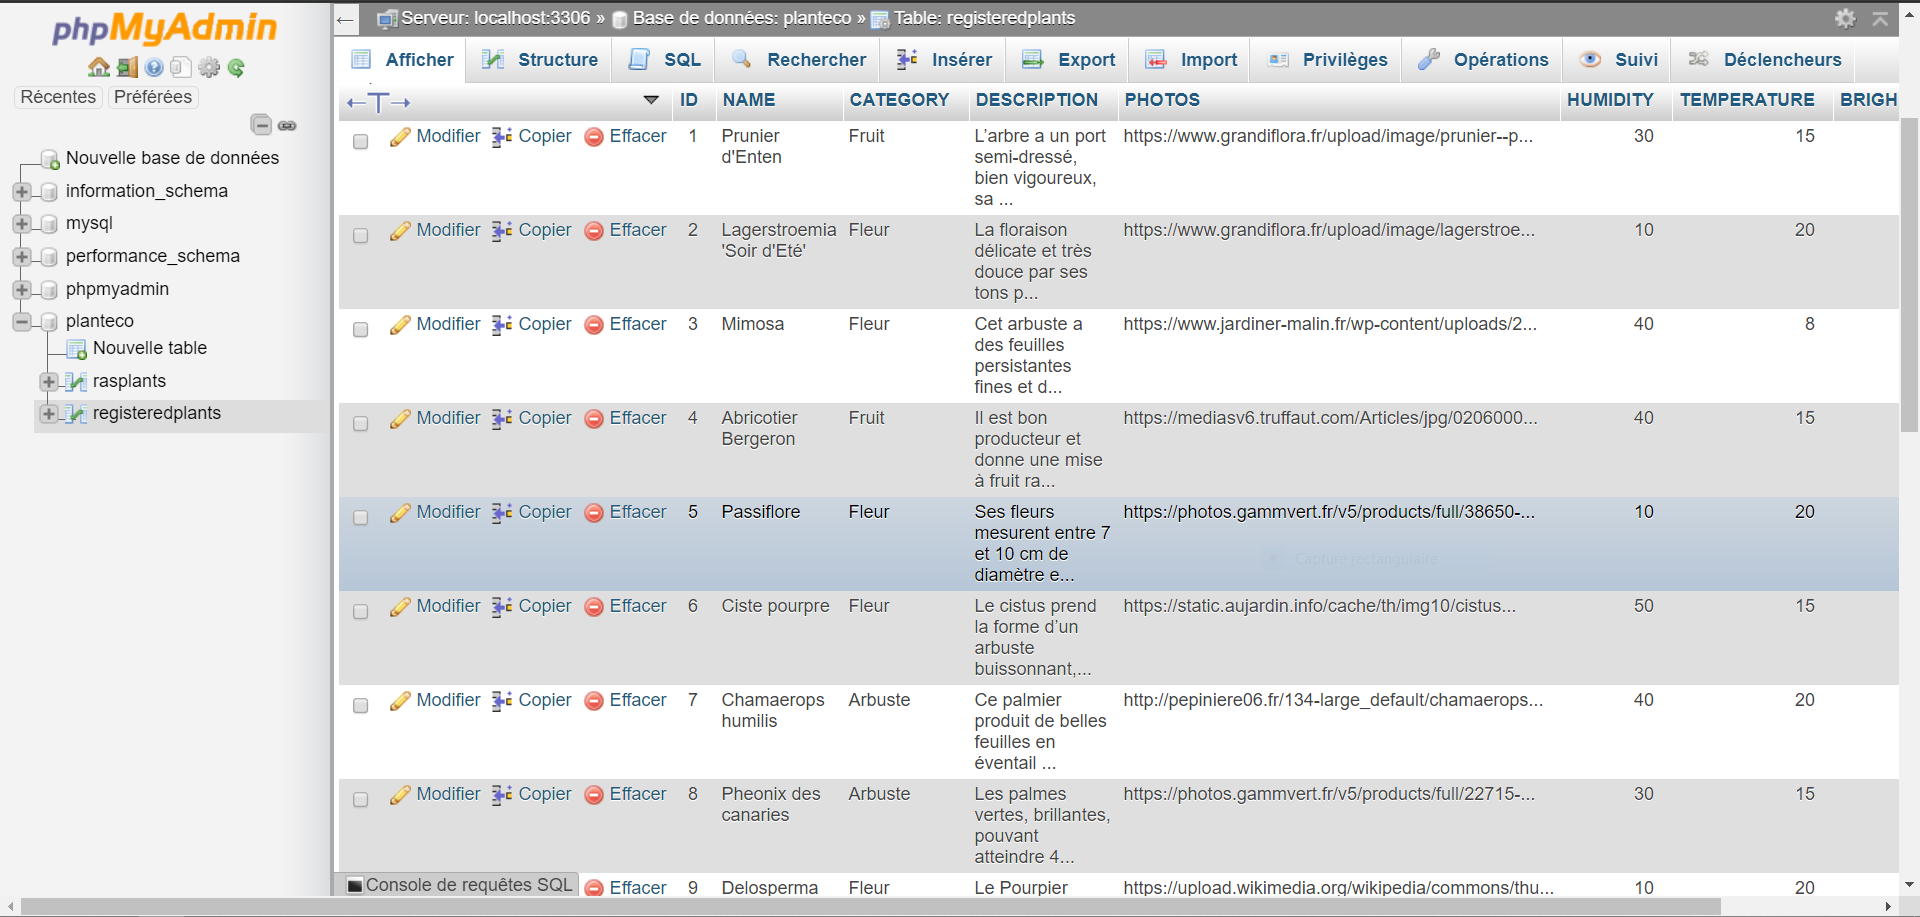 phpMyAdmin
Récentes Préférées
Nouvelle base de données
information_schema
mysql
performance_schema
phpmyadmin
planteco
Nouvelle table
rasplants
registeredplants
Serveur: localhost:3306 » Base de données: planteco » Table: registeredplants
Afficher Structure SQL Rechercher Insérer Export Import Privilèges Opérations Suivi Déclencheurs
ID NAME CATEGORY DESCRIPTION PHOTOS HUMIDITY TEMPERATURE BRIGH
Modifier Copier Effacer 1 Prunier Fruit L'arbre a un port https://www.grandiflora.fr/upload/image/prunier--p... 30 15
d'Enten semi-dressé,
bien vigoureux,
sa ...
Modifier Copier Effacer 2 Lagerstroemia Fleur La floraison https://www.grandiflora.fr/upload/image/lagerstroe... 10 20
'Soir d'Eté' délicate et très
douce par ses
tons p...
Modifier Copier Effacer 3 Mimosa Fleur Cet arbuste a https://www.jardiner-malin.fr/wp-content/uploads/2... 40 8
des feuilles
persistantes
fines et d...
Modifier Copier Effacer 4 Abricotier Fruit Il est bon https://mediasv6.truffaut.com/Articles/jpg/0206000... 40 15
Bergeron producteur et
donne une mise
à fruit ra...
Modifier Copier Effacer 5 Passiflore Fleur Ses fleurs https://photos.gammvert.fr/v5/products/full/38650-... 10 20
mesurent entre 7
et 10 cm de
Capture rectangulaire
diamètre e...
Modifier Copier Effacer 6 Ciste pourpre Fleur Le cistus prend https://static.aujardin.info/cache/th/img10/cistus... 50 15
la forme d'un
arbuste
buissonnant,...
Modifier Copier Effacer 7 Chamaerops Arbuste Ce palmier http://pepiniere06.fr/134-large_default/chamaerops... 40 20
humilis produit de belles
feuilles en
éventail ...
Modifier Copier Effacer 8 Pheonix des Arbuste Les palmes https://photos.gammvert.fr/v5/products/full/22715-... 30 15
canaries vertes, brillantes,
pouvant
atteindre 4...
Console de requêtes SQL Effacer 9 Delosperma Fleur Le Pourpier https://upload.wikimedia.org/wikipedia/commons/thu... 10 20